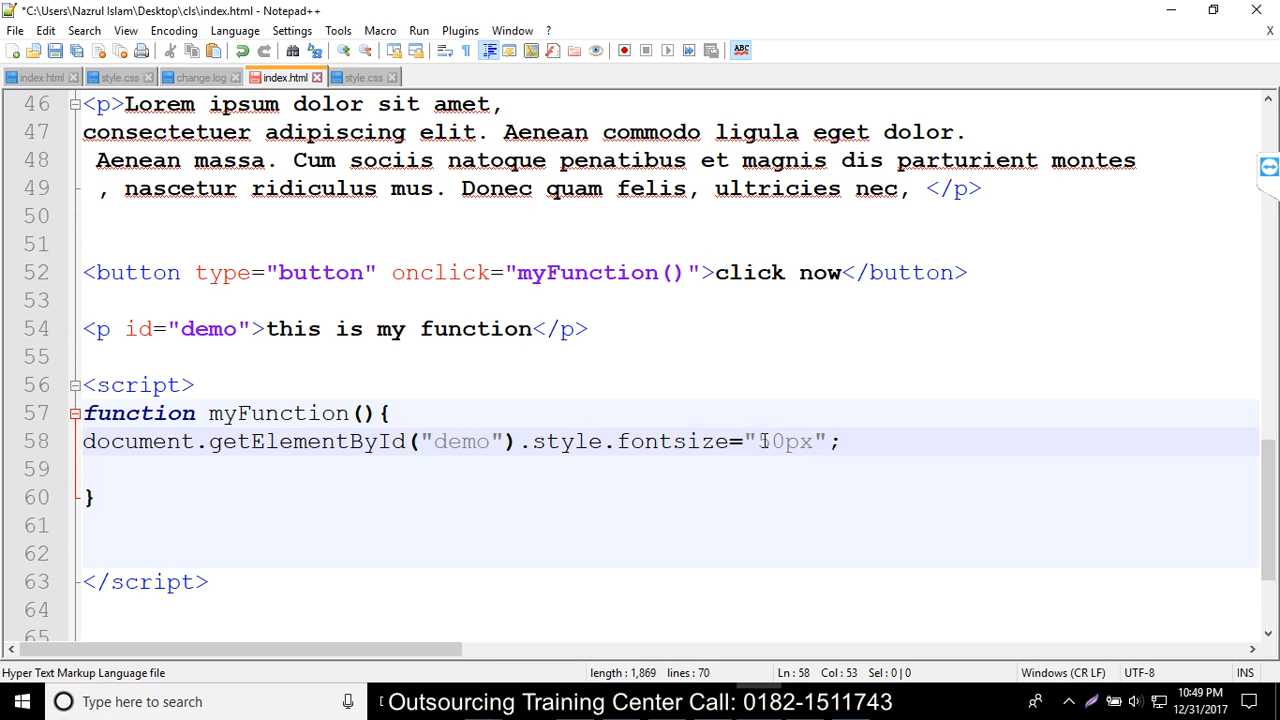 *C:\Users\Nazrul Islam\Desktop\cls\index.html - Notepad++
File Edit Search View Encoding Language Settings Tools Macro Run Plugins Window ?
X
ABC
index.html style.css change.log index.html style.css
46 <p>Lorem ipsum dolor sit amet,
47 consectetuer adipiscing elit. Aenean commodo ligula eget dolor.
48 Aenean massa. Cum sociis natoque penatibus et magnis dis parturient montes
49 , nascetur ridiculus mus. Donec quam felis, ultricies nec, </p>
50
51
52 <button type="button" onclick="myFunction()">click now</button>
53
54 <p id="demo">this is my function</p>
55
56 <script>
57 function myFunction(){
58 document.getElementById("demo").style.fontsize="50px";
59
60 }
61
62
63 </script>
64
65
Hyper Text Markup Language file length : 1,869 lines : 70 Ln : 58 Col : 53 Sel : 0 | 0 Windows (CR LF) UTF-8 INS
Type here to search
[ Outsourcing Training Center Call: 0182-1511743
10:49 PM
12/31/2017